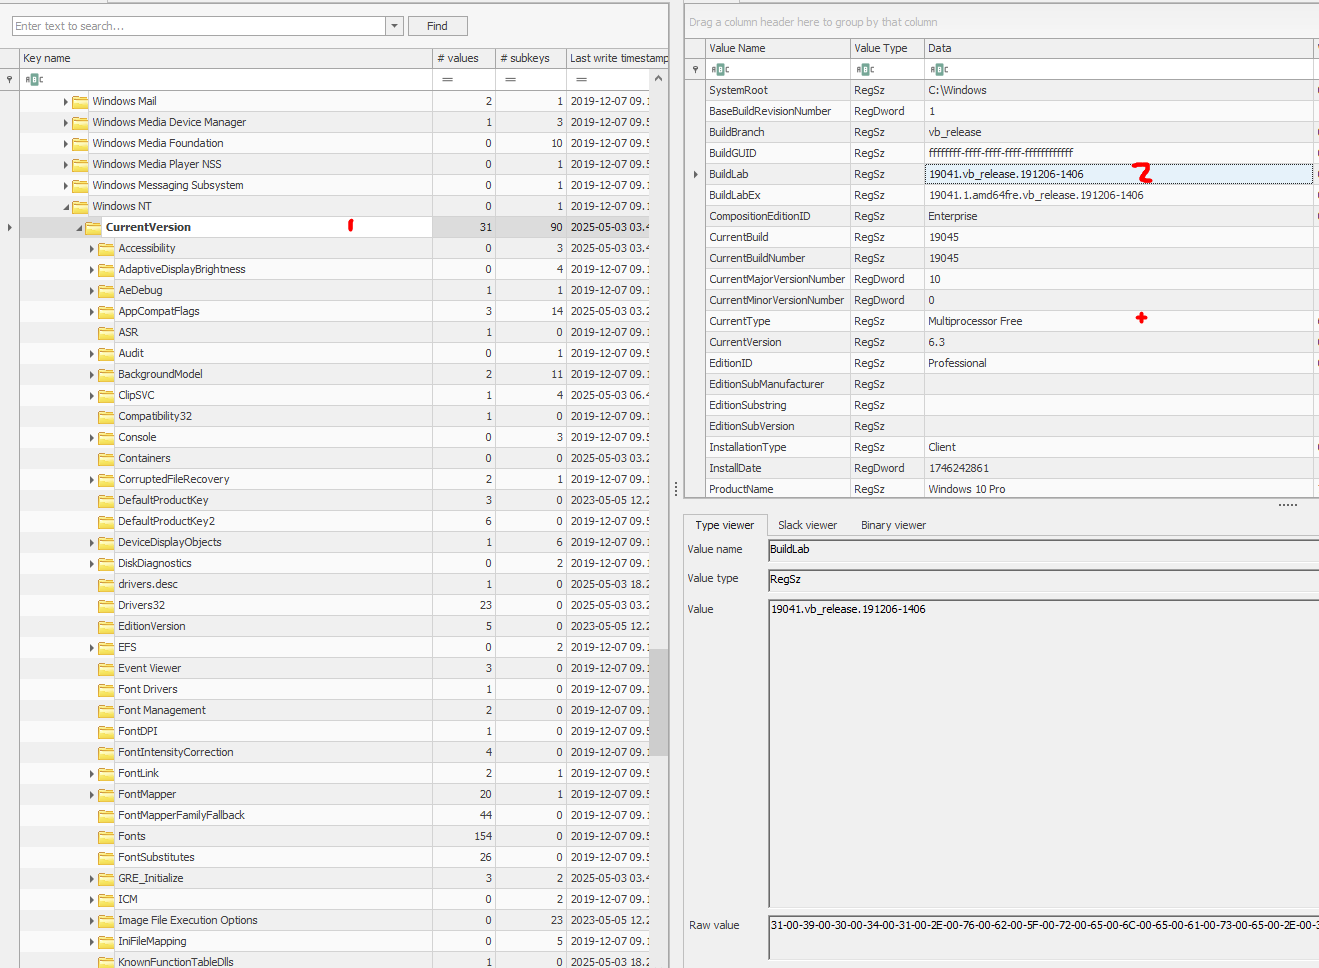 Enter text to search... Find
Key name # values # subkeys Last write timestamp
Windows Mail 2 1 2019-12-07 09.1
Windows Media Device Manager 1 3 2019-12-07 09.5
Windows Media Foundation 0 10 2019-12-07 09.5
Windows Media Player NSS 0 1 2019-12-07 09.5
Windows Messaging Subsystem 0 1 2019-12-07 09.1
Windows NT 0 1 2019-12-07 09.1
CurrentVersion 1 31 90 2025-05-03 03.4
Accessibility 0 3 2019-12-07 09.5
AdaptiveDisplayBrightness 0 4 2019-12-07 09.1
AeDebug 1 1 2019-12-07 09.1
AppCompatFlags 3 14 2025-05-03 03.2
ASR 1 0 2019-12-07 09.1
Audit 0 1 2019-12-07 09.5
BackgroundModel 2 11 2019-12-07 09.1
ClipSVC 1 4 2025-05-03 06.4
Compatibility32 1 0 2019-12-07 09.1
Console 0 3 2019-12-07 09.5
Containers 0 0 2025-05-03 03.2
CorruptedFileRecovery 2 1 2019-12-07 09.5
DefaultProductKey 3 0 2023-05-05 12.2
DefaultProductKey2 6 0 2019-12-07 09.5
DeviceDisplayObjects 1 6 2019-12-07 09.5
DiskDiagnostics 0 2 2019-12-07 09.1
drivers.desc 1 0 2025-05-03 18.2
Drivers32 23 0 2025-05-03 03.2
EditionVersion 5 0 2023-05-05 12.2
EFS 0 2 2019-12-07 09.1
Event Viewer 3 0 2019-12-07 09.1
Font Drivers 1 0 2019-12-07 09.1
Font Management 2 0 2019-12-07 09.1
FontDPI 1 0 2019-12-07 09.5
FontIntensityCorrection 4 0 2019-12-07 09.1
FontLink 2 1 2019-12-07 09.5
FontMapper 20 1 2019-12-07 09.5
FontMapperFamilyFallback 44 0 2019-12-07 09.1
Fonts 154 0 2019-12-07 09.5
FontSubstitutes 26 0 2019-12-07 09.5
GRE_Initialize 3 2 2025-05-03 03.4
ICM 0 2 2019-12-07 09.1
Image File Execution Options 0 23 2023-05-05 12.2
IniFileMapping 0 5 2019-12-07 09.1
KnownFunctionTableDlls 1 0 2025-05-03 18.2
Drag a column header here to group by that column
Value Name Value Type Data
SystemRoot RegSz C:\Windows
BaseBuildRevisionNumber RegDword 1
BuildBranch RegSz vb_release
BuildGUID RegSz ffffffff-ffff-ffff-ffff-ffffffffffff
BuildLab RegSz 19041.vb_release.191206-1406 2
BuildLabEx RegSz 19041.1.amd64fre.vb_release.191206-1406
CompositionEditionID RegSz Enterprise
CurrentBuild RegSz 19045
CurrentBuildNumber RegSz 19045
CurrentMajorVersionNumber RegDword 10
CurrentMinorVersionNumber RegDword 0
CurrentType RegSz Multiprocessor Free +
CurrentVersion RegSz 6.3
EditionID RegSz Professional
EditionSubManufacturer RegSz
EditionSubstring RegSz
EditionSubVersion RegSz
InstallationType RegSz Client
InstallDate RegDword 1746242861
ProductName RegSz Windows 10 Pro
Type viewer Slack viewer Binary viewer
Value name BuildLab
Value type RegSz
Value 19041.vb_release.191206-1406
Raw value 31-00-39-00-30-00-34-00-31-00-2E-00-76-00-62-00-5F-00-72-00-65-00-6C-00-65-00-61-00-73-00-65-00-2E-00-3